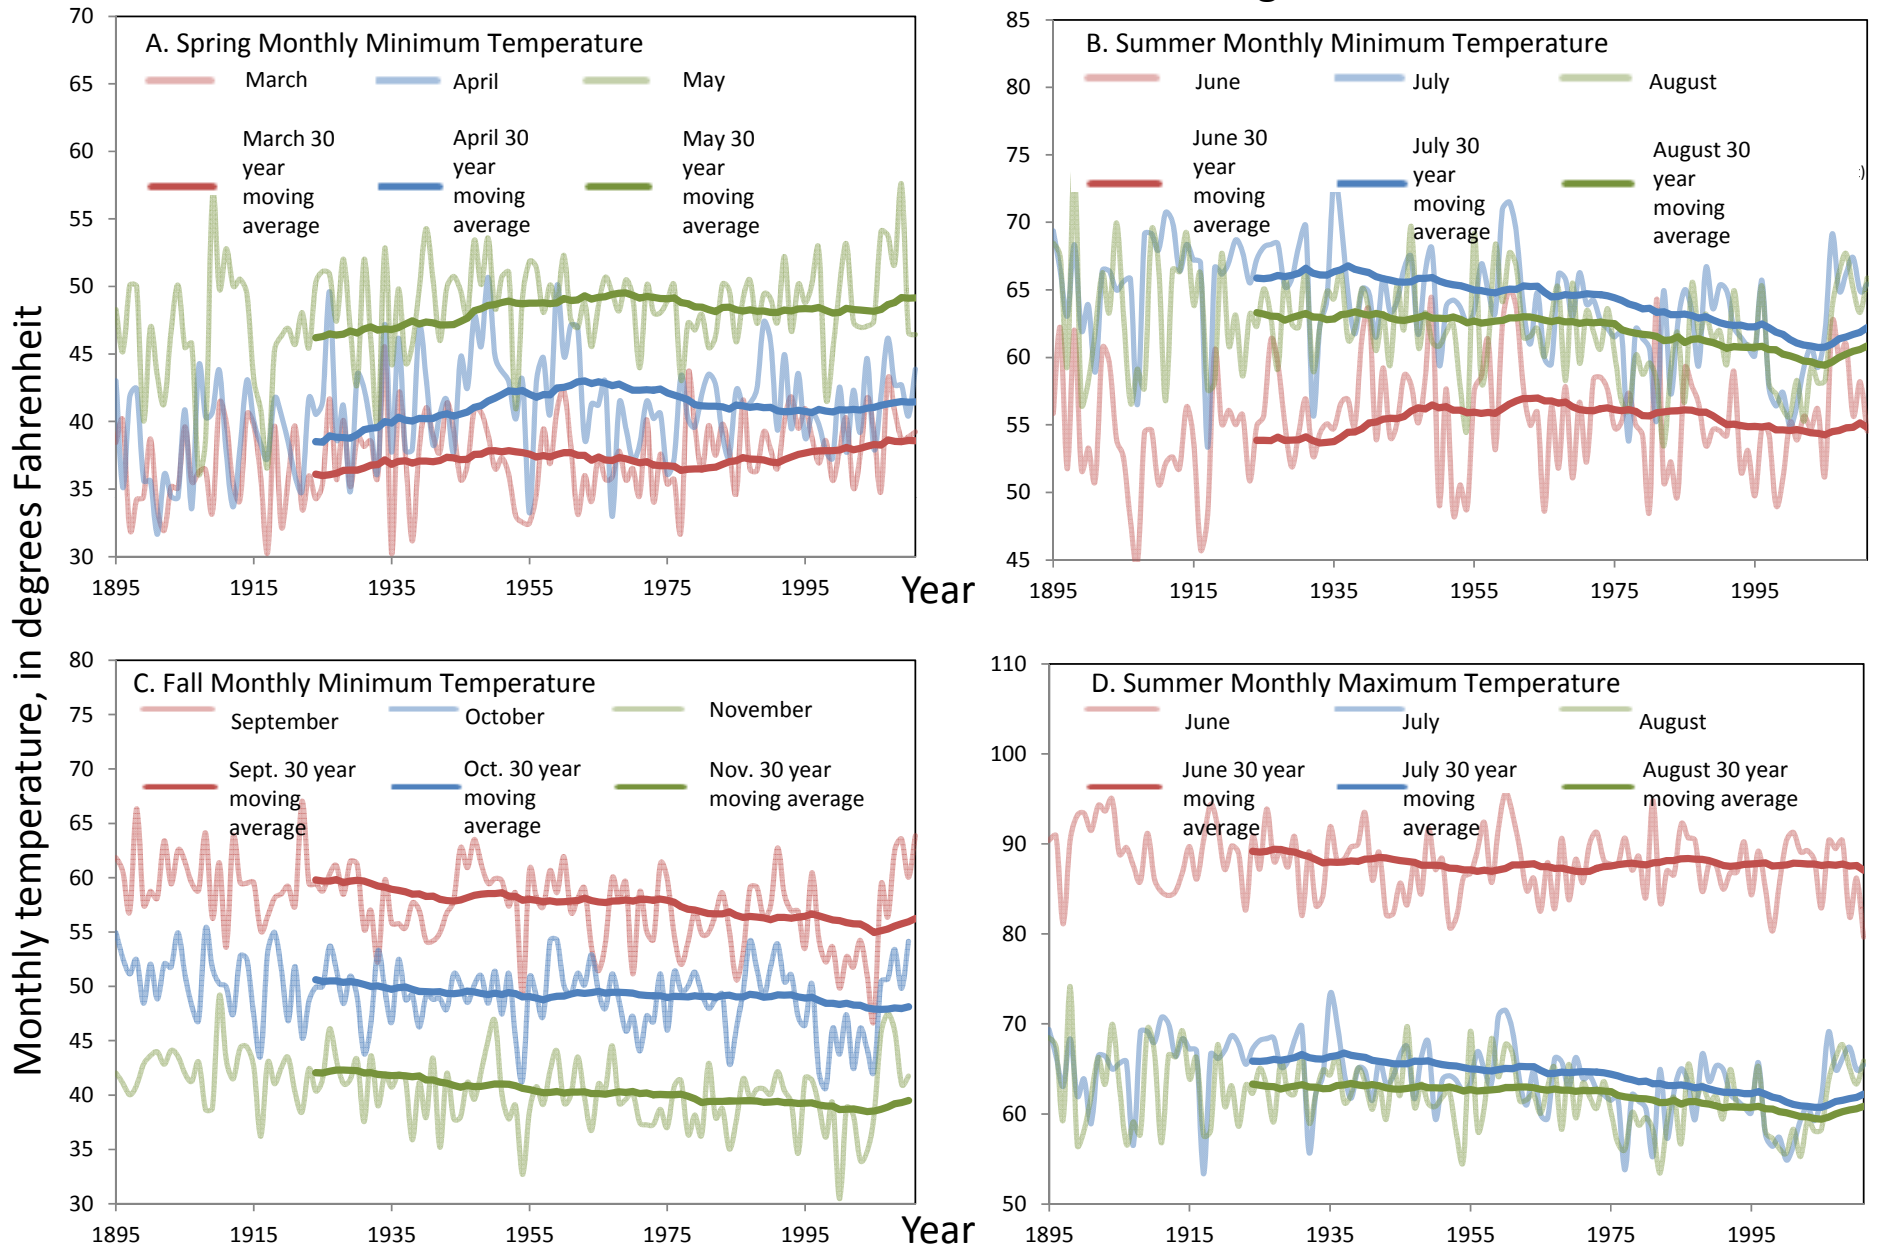 Monthly temperature, in degrees Fahrenheit
A. Spring Monthly Minimum Temperature
March
April
May
March 30
year
moving
average
April 30
year
moving
average
May 30
year
moving
average
70
65
60
55
50
45
40
35
30
1895
1915
1935
1955
1975
1995
Year
B. Summer Monthly Minimum Temperature
June
July
August
June 30
year
moving
average
July 30
year
moving
average
August 30
year
moving
average
:)
85
80
75
70
65
60
55
50
45
1895
1915
1935
1955
1975
1995
C. Fall Monthly Minimum Temperature
September
October
November
Sept. 30 year
moving
average
Oct. 30 year
moving
average
Nov. 30 year
moving average
80
75
70
65
60
55
50
45
40
35
30
1895
1915
1935
1955
1975
1995
Year
D. Summer Monthly Maximum Temperature
June
July
August
June 30 year
moving
average
July 30 year
moving
average
August 30 year
moving average
110
100
90
80
70
60
50
1895
1915
1935
1955
1975
1995